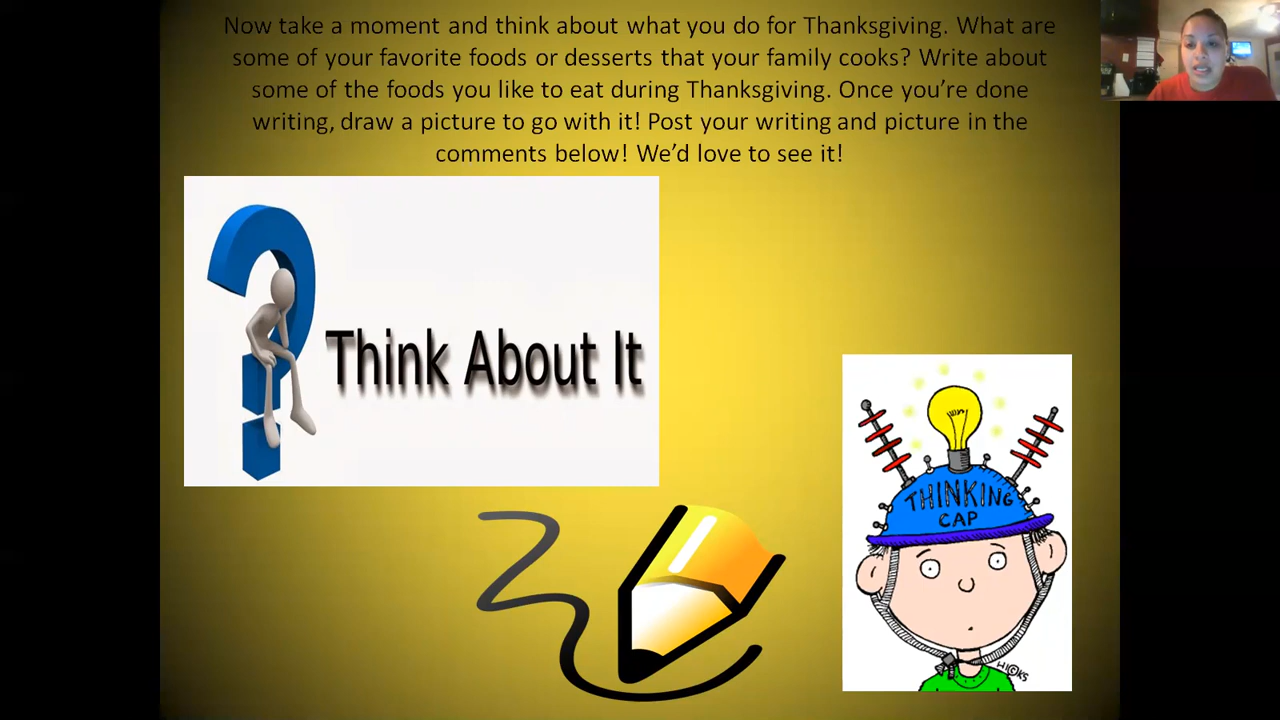 Now take a moment and think about what you do for Thanksgiving. What are
some of your favorite foods or desserts that your family cooks? Write about
some of the foods you like to eat during Thanksgiving. Once you’re done
writing, draw a picture to go with it! Post your writing and picture in the
comments below! We’d love to see it!
Think About It
THINKING
CAP
HICKS